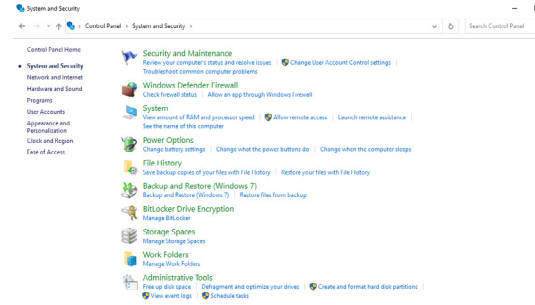 System and Security
Control Panel › System and Security ›
Search Control Panel
Control Panel Home
System and Security
Network and Internet
Hardware and Sound
Programs
User Accounts
Appearance and
Personalization
Clock and Region
Ease of Access
Security and Maintenance
Review your computer's status and resolve issues
Change User Account Control settings
Troubleshoot common computer problems
Windows Defender Firewall
Check firewall status
Allow an app through Windows Firewall
System
View amount of RAM and processor speed
Allow remote access
Launch remote assistance
See the name of this computer
Power Options
Change battery settings
Change what the power buttons do
Change when the computer sleeps
File History
Save backup copies of your files with File History
Restore your files with File History
Backup and Restore (Windows 7)
Backup and Restore (Windows 7)
Restore files from backup
BitLocker Drive Encryption
Manage BitLocker
Storage Spaces
Manage Storage Spaces
Work Folders
Manage Work Folders
Administrative Tools
Free up disk space
Defragment and optimize your drives
Create and format hard disk partitions
View event logs
Schedule tasks